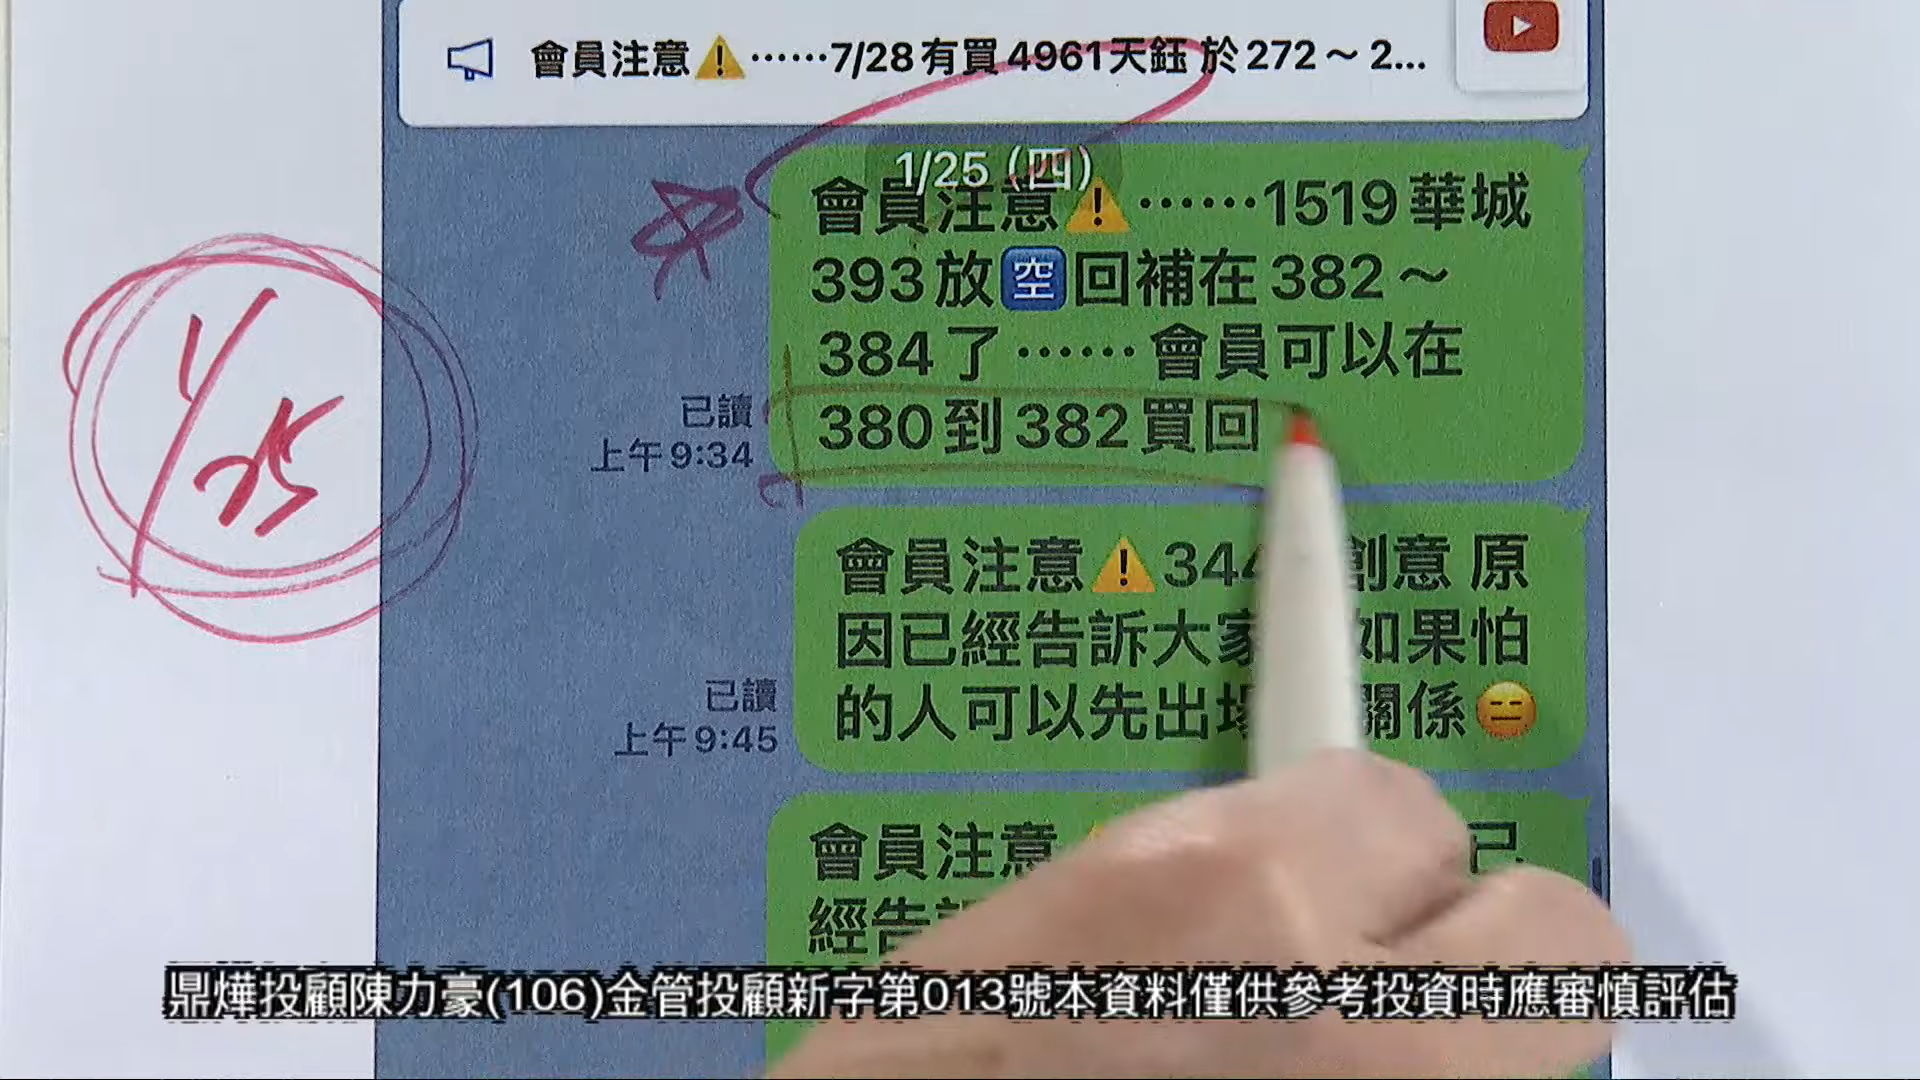 會員注意⚠️⋯⋯7/28有買4961天鈺 於272～2...
1/25（四）
會員注意⚠️⋯⋯1519華城
393放🈳回補在382～
384了⋯⋯會員可以在
380到382買回
已讀
上午9:34
1/25
會員注意⚠️344 創意 原
因已經告訴大家 如果怕
的人可以先出場 關係😑
已讀
上午9:45
會員注意 已
經告
鼎燁投顧陳力豪(106)金管投顧新字第013號本資料僅供參考投資時應審慎評估